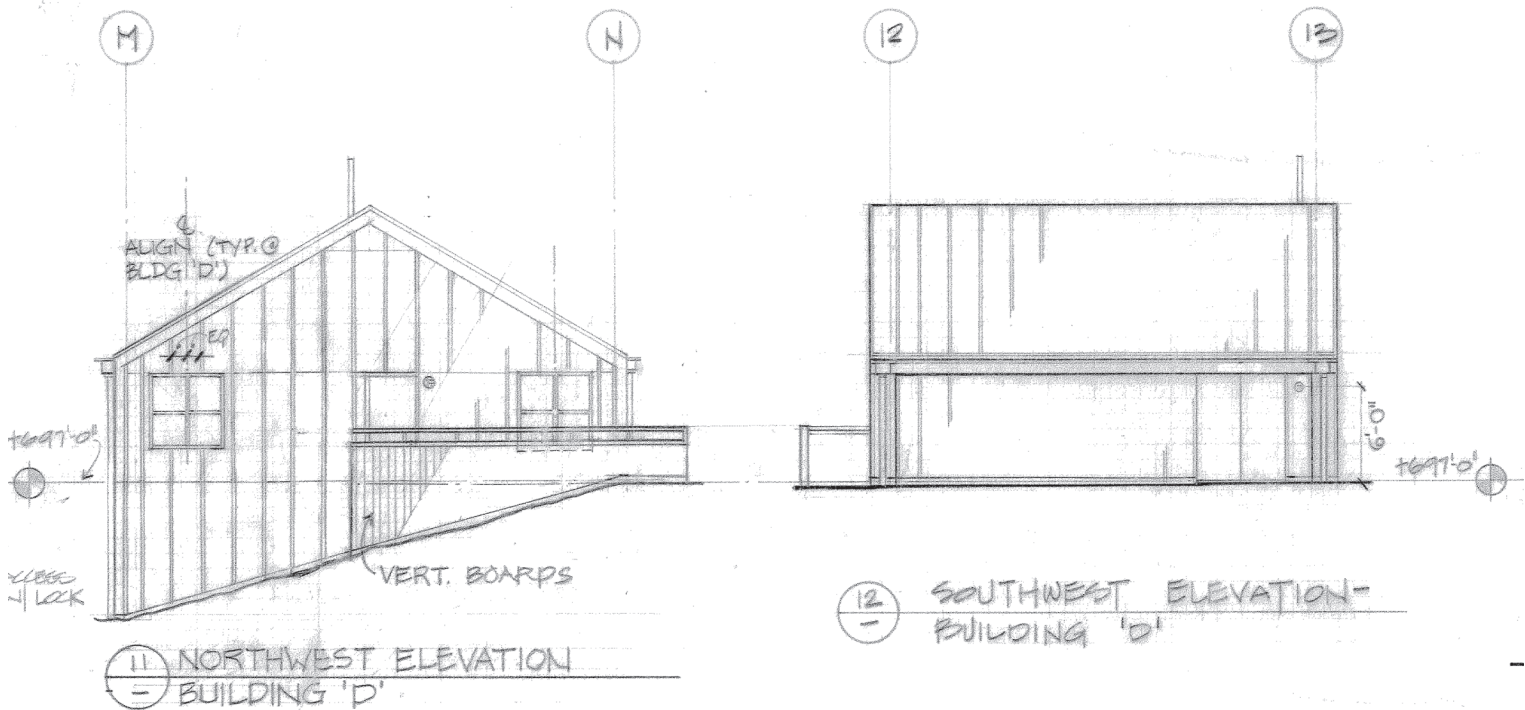 M
N
12
13
℄
ALIGN (TYP. @
BLDG 'D')
EQ
+697'-0"
6'-0"
+697'-0"
LOCK
VERT. BOARDS
11
-
NORTHWEST ELEVATION
BUILDING 'D'
12
-
SOUTHWEST ELEVATION-
BUILDING 'D'